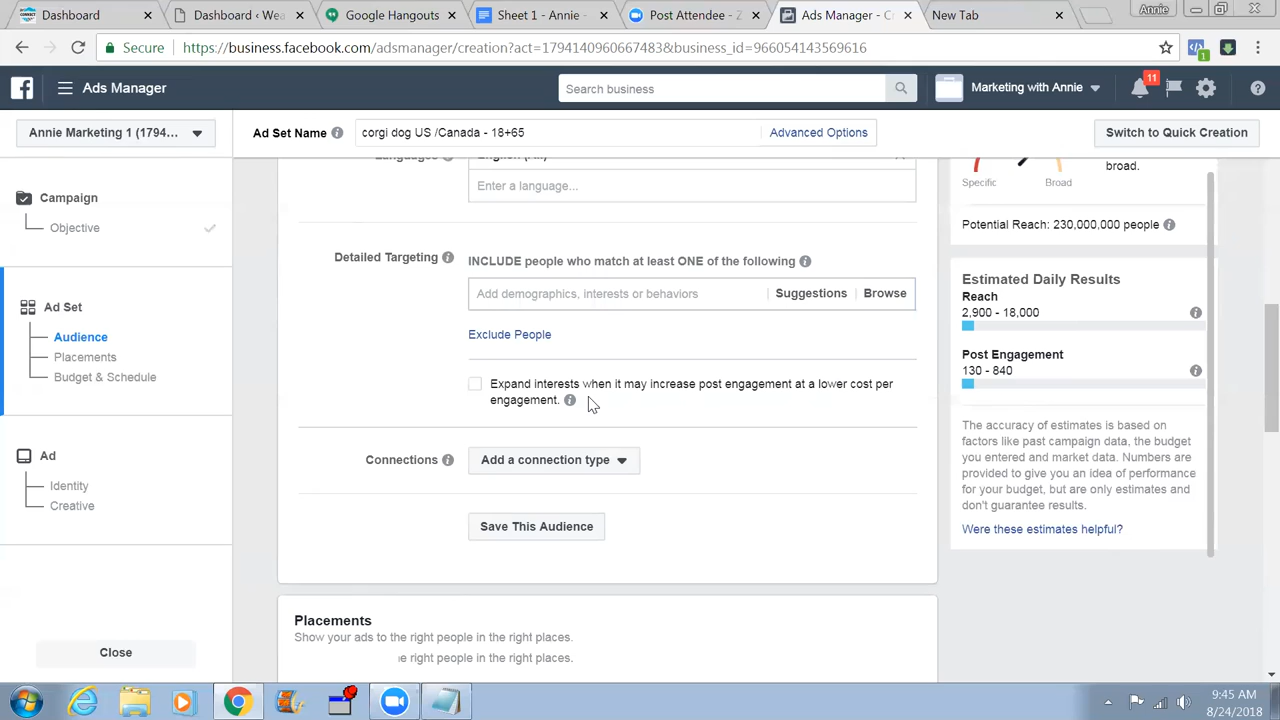 Dashboard
Dashboard ‹ Wea
Google Hangouts
Sheet 1 - Annie -
Post Attendee - Z
Ads Manager - Cr
New Tab
Annie
Secure
https://business.facebook.com/adsmanager/creation?act=1794140960667483&business_id=966054143569616
1
Ads Manager
Search business
Marketing with Annie
11
Annie Marketing 1 (1794...
Ad Set Name
corgi dog US /Canada - 18+65
Advanced Options
Switch to Quick Creation
Campaign
Objective
Ad Set
Audience
Placements
Budget & Schedule
Ad
Identity
Creative
Close
Languages
English (All)
Enter a language...
Detailed Targeting
INCLUDE people who match at least ONE of the following
Add demographics, interests or behaviors
Suggestions
Browse
Exclude People
Expand interests when it may increase post engagement at a lower cost per
engagement.
Connections
Add a connection type
Save This Audience
Placements
Show your ads to the right people in the right places.
he right people in the right places.
Specific
Broad
broad.
Potential Reach: 230,000,000 people
Estimated Daily Results
Reach
2,900 - 18,000
Post Engagement
130 - 840
The accuracy of estimates is based on
factors like past campaign data, the budget
you entered and market data. Numbers are
provided to give you an idea of performance
for your budget, but are only estimates and
don't guarantee results.
Were these estimates helpful?
9:45 AM
8/24/2018